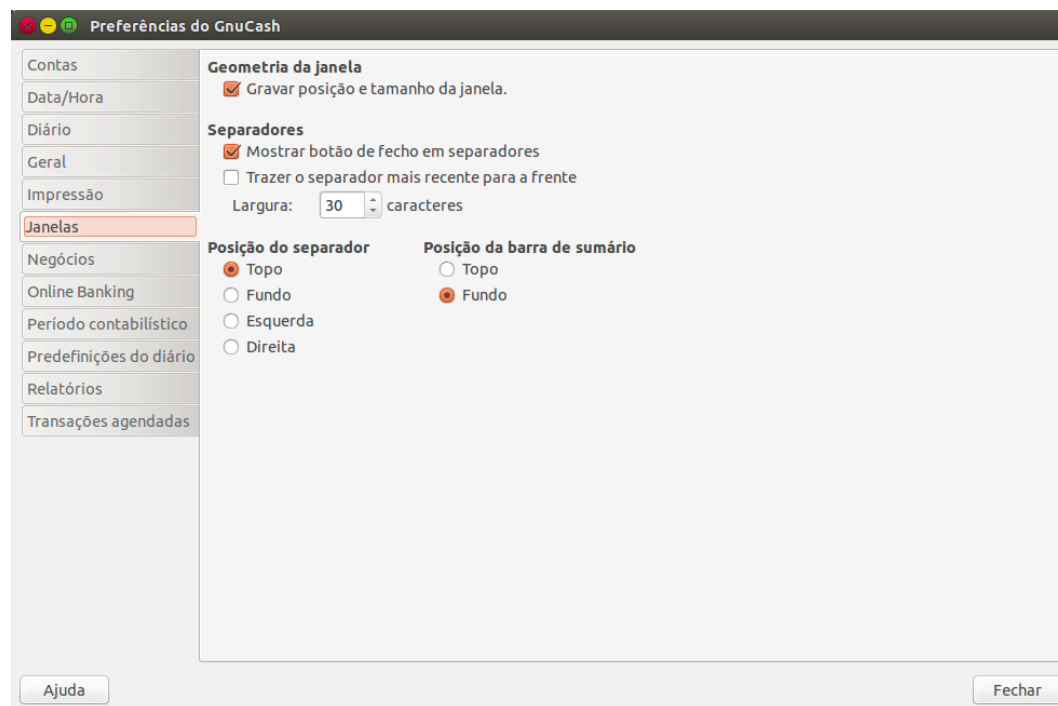 Preferências do GnuCash
Contas
Data/Hora
Diário
Geral
Impressão
Janelas
Negócios
Online Banking
Período contabilístico
Predefinições do diário
Relatórios
Transações agendadas
Geometria da janela
Gravar posição e tamanho da janela.
Separadores
Mostrar botão de fecho em separadores
Trazer o separador mais recente para a frente
Largura: 30 caracteres
Posição do separador
Topo
Fundo
Esquerda
Direita
Posição da barra de sumário
Topo
Fundo
Ajuda
Fechar